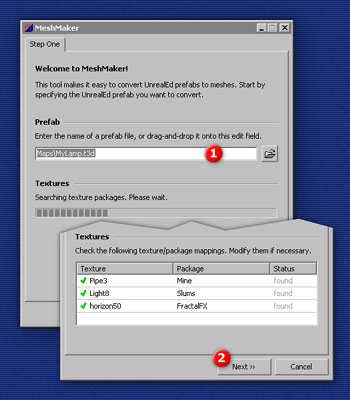 MeshMaker
Step One
Welcome to MeshMaker!
This tool makes it easy to convert UnrealEd prefabs to meshes. Start by
specifying the UnrealEd prefab you want to convert.
Prefab
Enter the name of a prefab file, or drag-and-drop it onto this edit field.
Maps\MyLamp.t3d
1
Textures
Searching texture packages. Please wait.
Textures
Check the following texture/package mappings. Modify them if necessary.
Texture Package Status
Pipe3 Mine found
Light8 Slums found
horizon50 FractalFX found
2
Next >> Cancel